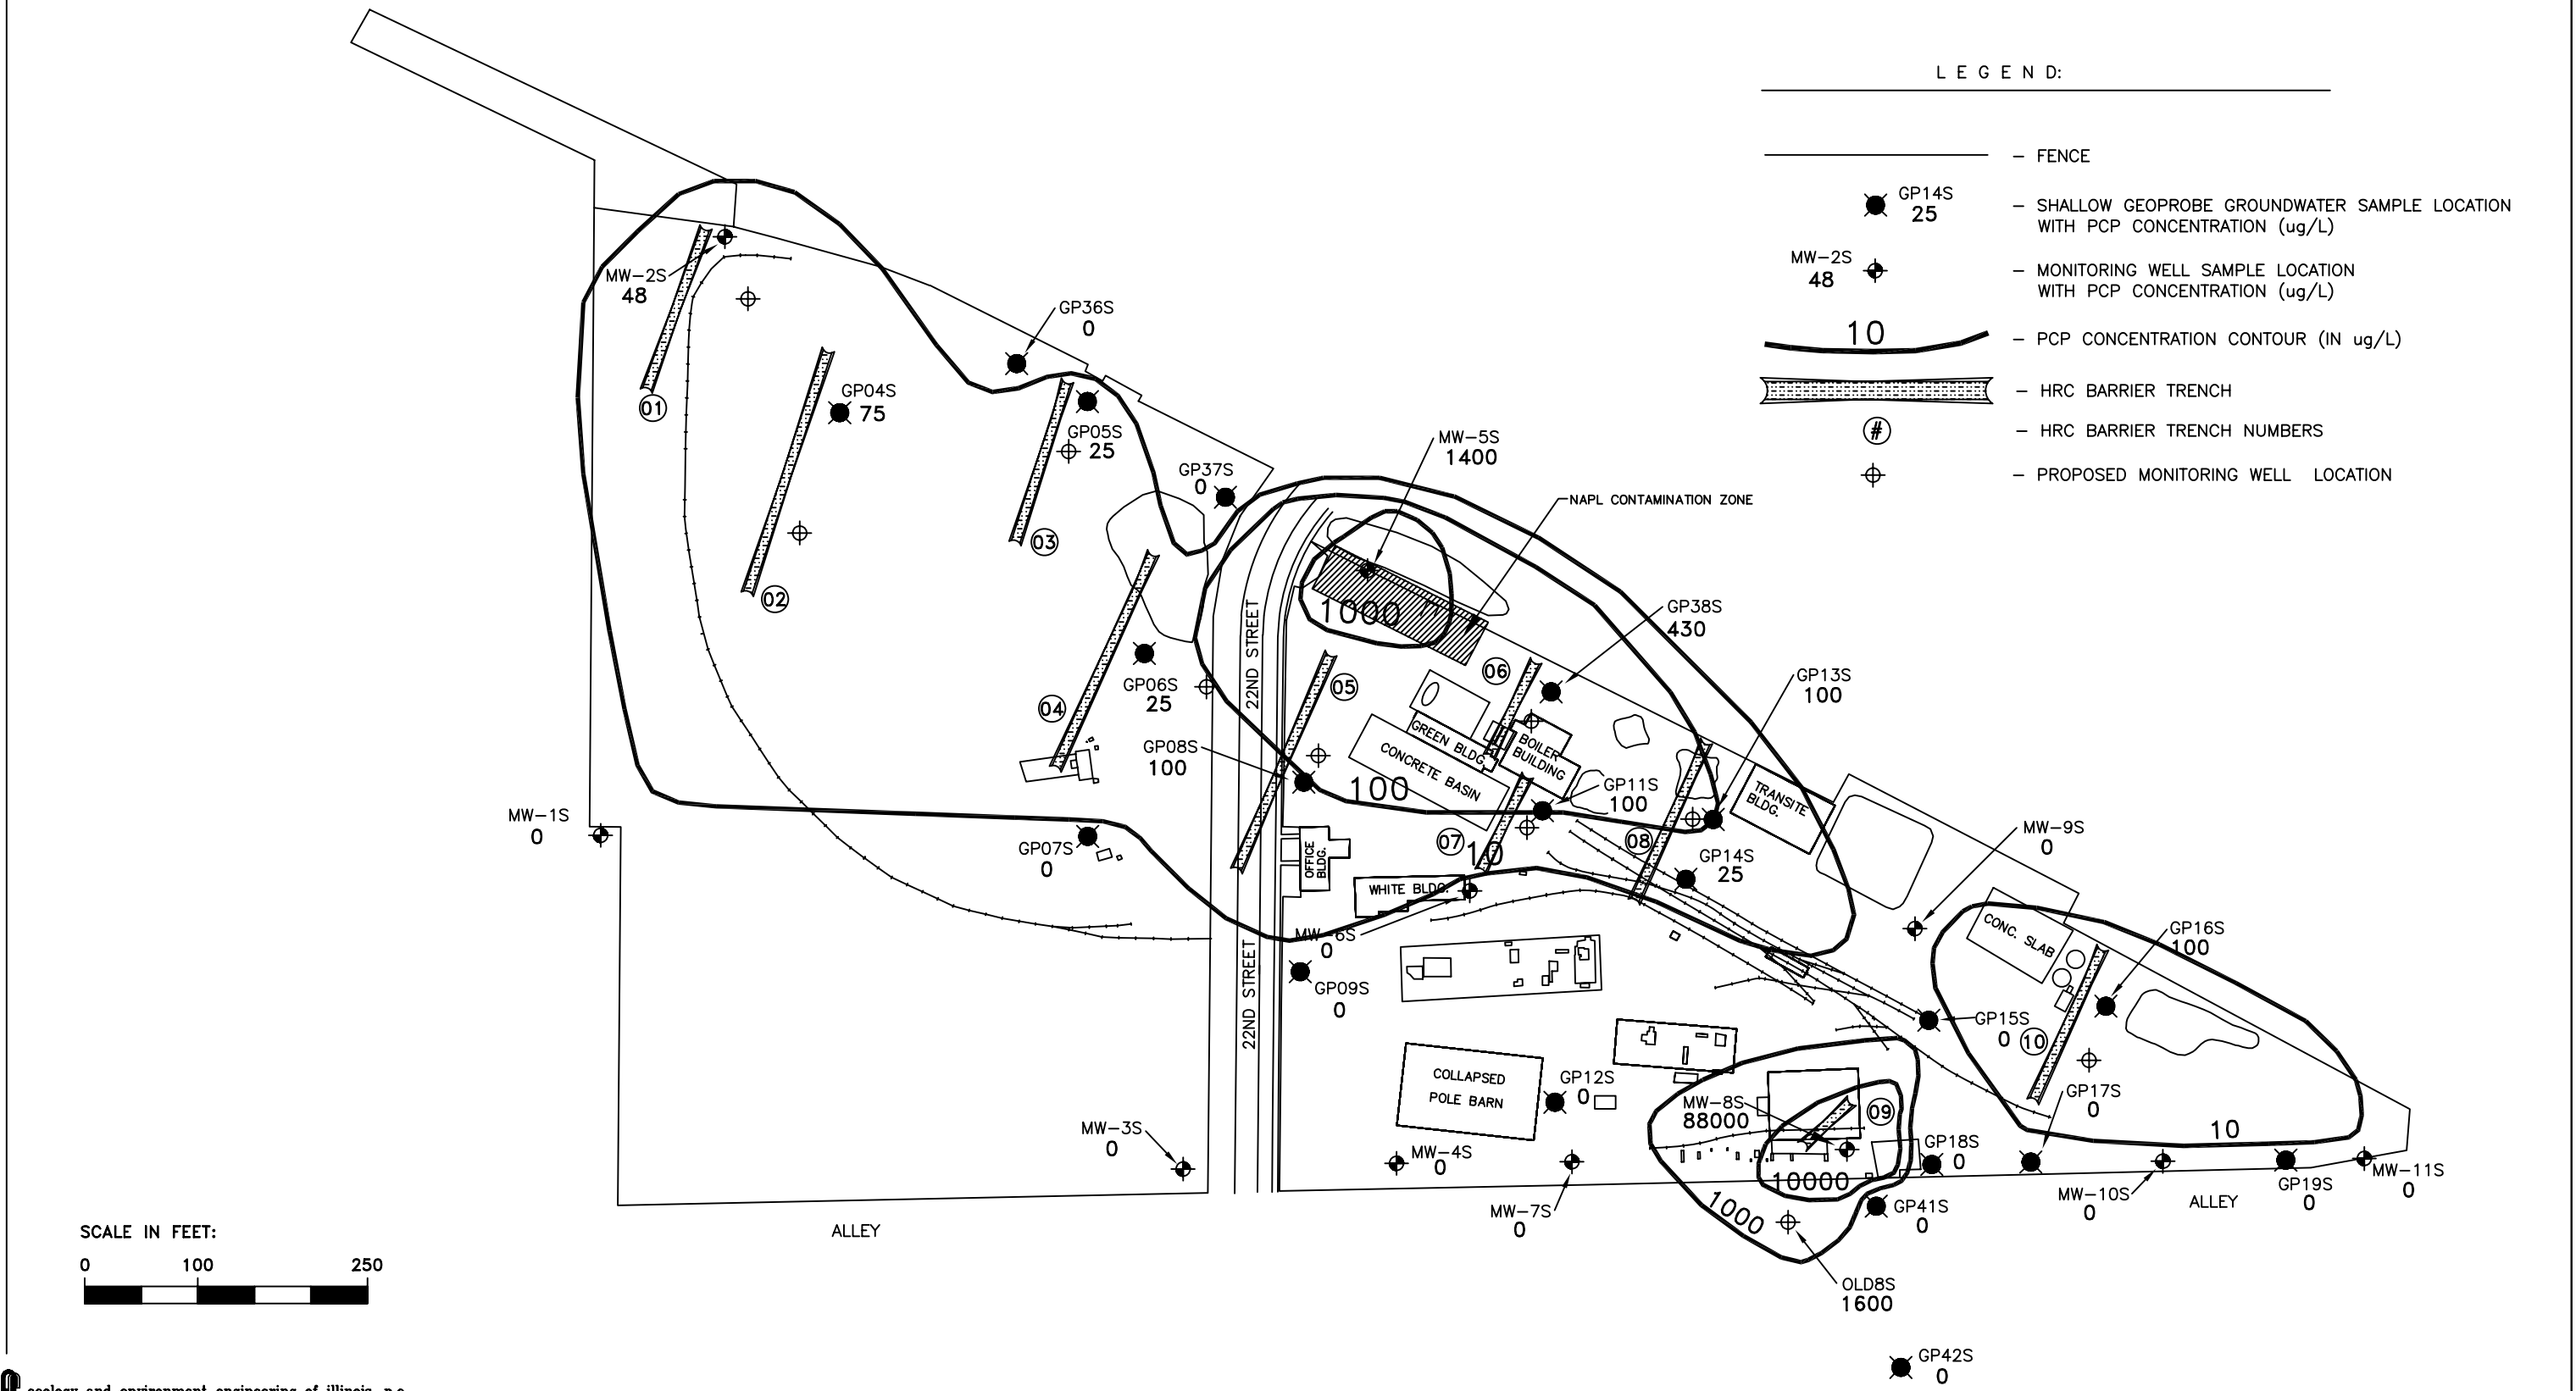 L E G E N D:
— FENCE
GP14S
25
— SHALLOW GEOPROBE GROUNDWATER SAMPLE LOCATION
WITH PCP CONCENTRATION (ug/L)
MW-2S
48
— MONITORING WELL SAMPLE LOCATION
WITH PCP CONCENTRATION (ug/L)
10
— PCP CONCENTRATION CONTOUR (IN ug/L)
— HRC BARRIER TRENCH
#
— HRC BARRIER TRENCH NUMBERS
— PROPOSED MONITORING WELL LOCATION
MW-2S
48
01
GP36S
0
GP04S
75
02
GP05S
25
03
GP37S
0
MW-5S
1400
NAPL CONTAMINATION ZONE
1000
22ND STREET
GP38S
430
GP06S
25
04
05
06
GREEN BLDG.
BOILER
BUILDING
CONCRETE BASIN
GP13S
100
GP08S
100
100
GP11S
100
TRANSITE
BLDG.
MW-1S
0
GP07S
0
OFFICE
BLDG.
07
10
08
GP14S
25
MW-9S
0
WHITE BLDG.
MW-6S
0
22ND STREET
GP09S
0
CONC. SLAB
GP16S
100
GP15S
0
10
COLLAPSED
POLE BARN
GP12S
0
MW-8S
88000
09
GP17S
0
10
MW-3S
0
MW-4S
0
GP18S
0
10000
MW-7S
0
1000
GP41S
0
MW-10S
0
ALLEY
GP19S
0
MW-11S
0
ALLEY
SCALE IN FEET:
0 100 250
OLD8S
1600
GP42S
0
ecology and environment engineering of illinois, p.c.